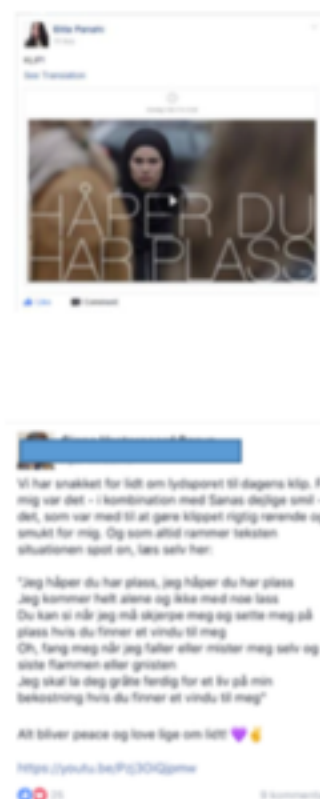 KLIP!
See Translation
HÅPER DU
HAR PLASS
Like Comment
Vi har snakket for lidt om lydsporet til dagens klip. F
mig var det - i kombination med Sanas dejlige smil -
det, som var med til at gøre klippet rigtig rørende og
smukt for mig. Og som altid rammer teksten
situationen spot on, læs selv her:
"Jeg håper du har plass, jeg håper du har plass
Jeg kommer helt alene og ikke med noe lass
Du kan si når jeg må skjerpe meg og sette meg på
plass hvis du finner et vindu til meg
Oh, fang meg når jeg faller eller mister meg selv og
siste flammen eller gnisten
Jeg skal la deg gråte ferdig for et liv på min
bekostning hvis du finner et vindu til meg"
Alt bliver peace og love lige om lidt! 💜✌️
25